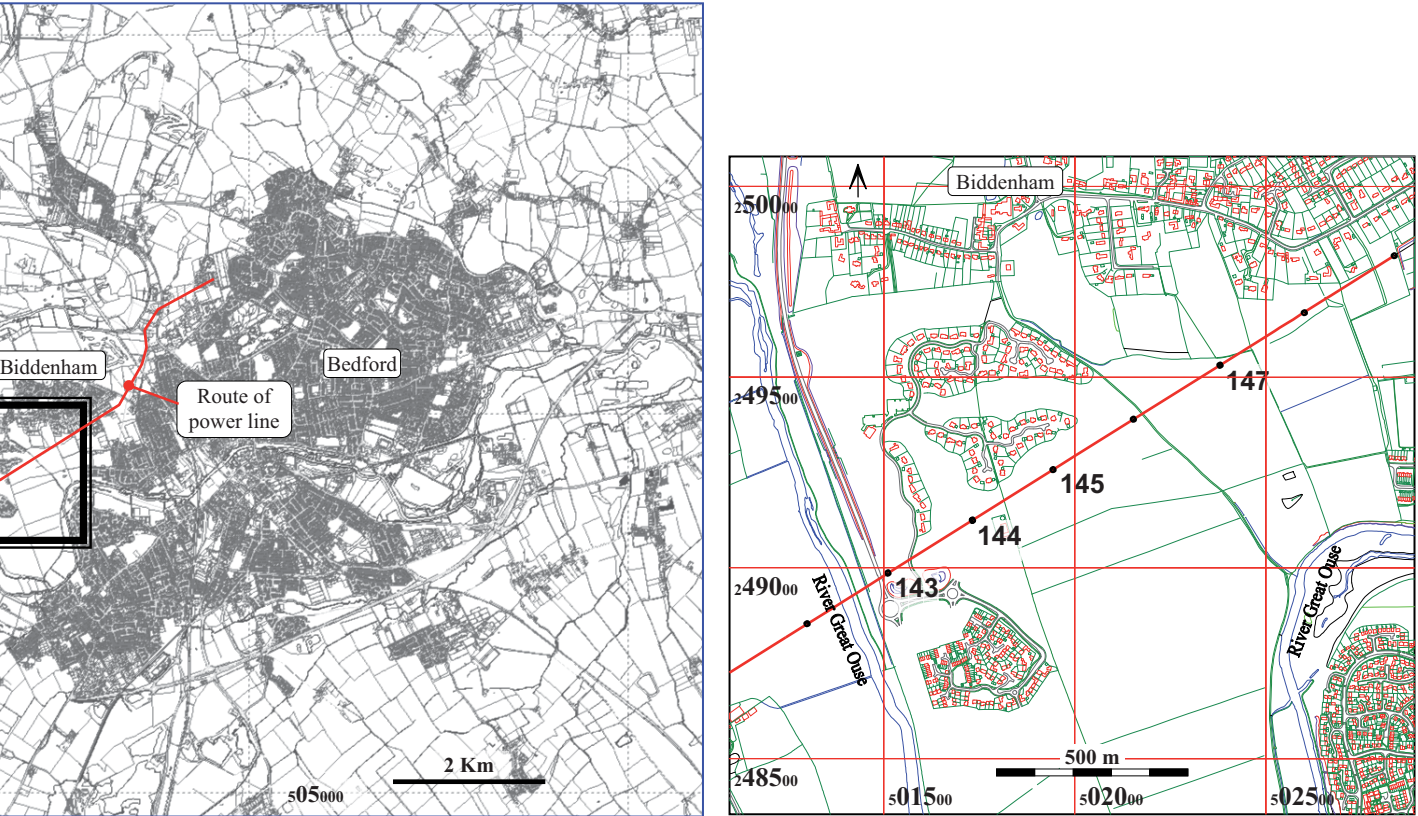 Biddenham
Bedford
Route of
power line
2 Km
505000
Biddenham
250000
249500
249000
248500
147
145
144
143
River Great Ouse
River Great Ouse
500 m
501500
502000
502500